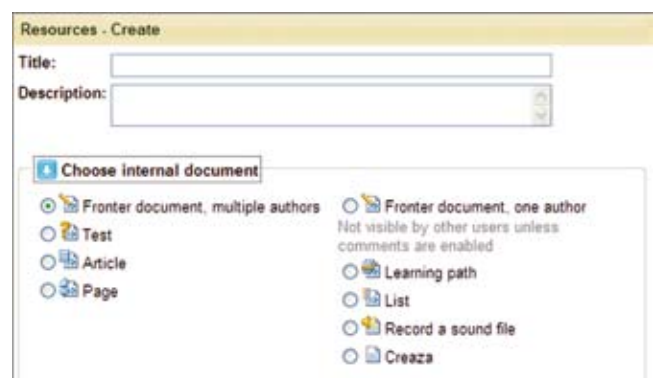 Resources - Create
Title:
Description:
Choose internal document
Fronter document, multiple authors
Test
Article
Page
Fronter document, one author
Not visible by other users unless
comments are enabled
Learning path
List
Record a sound file
Creaza